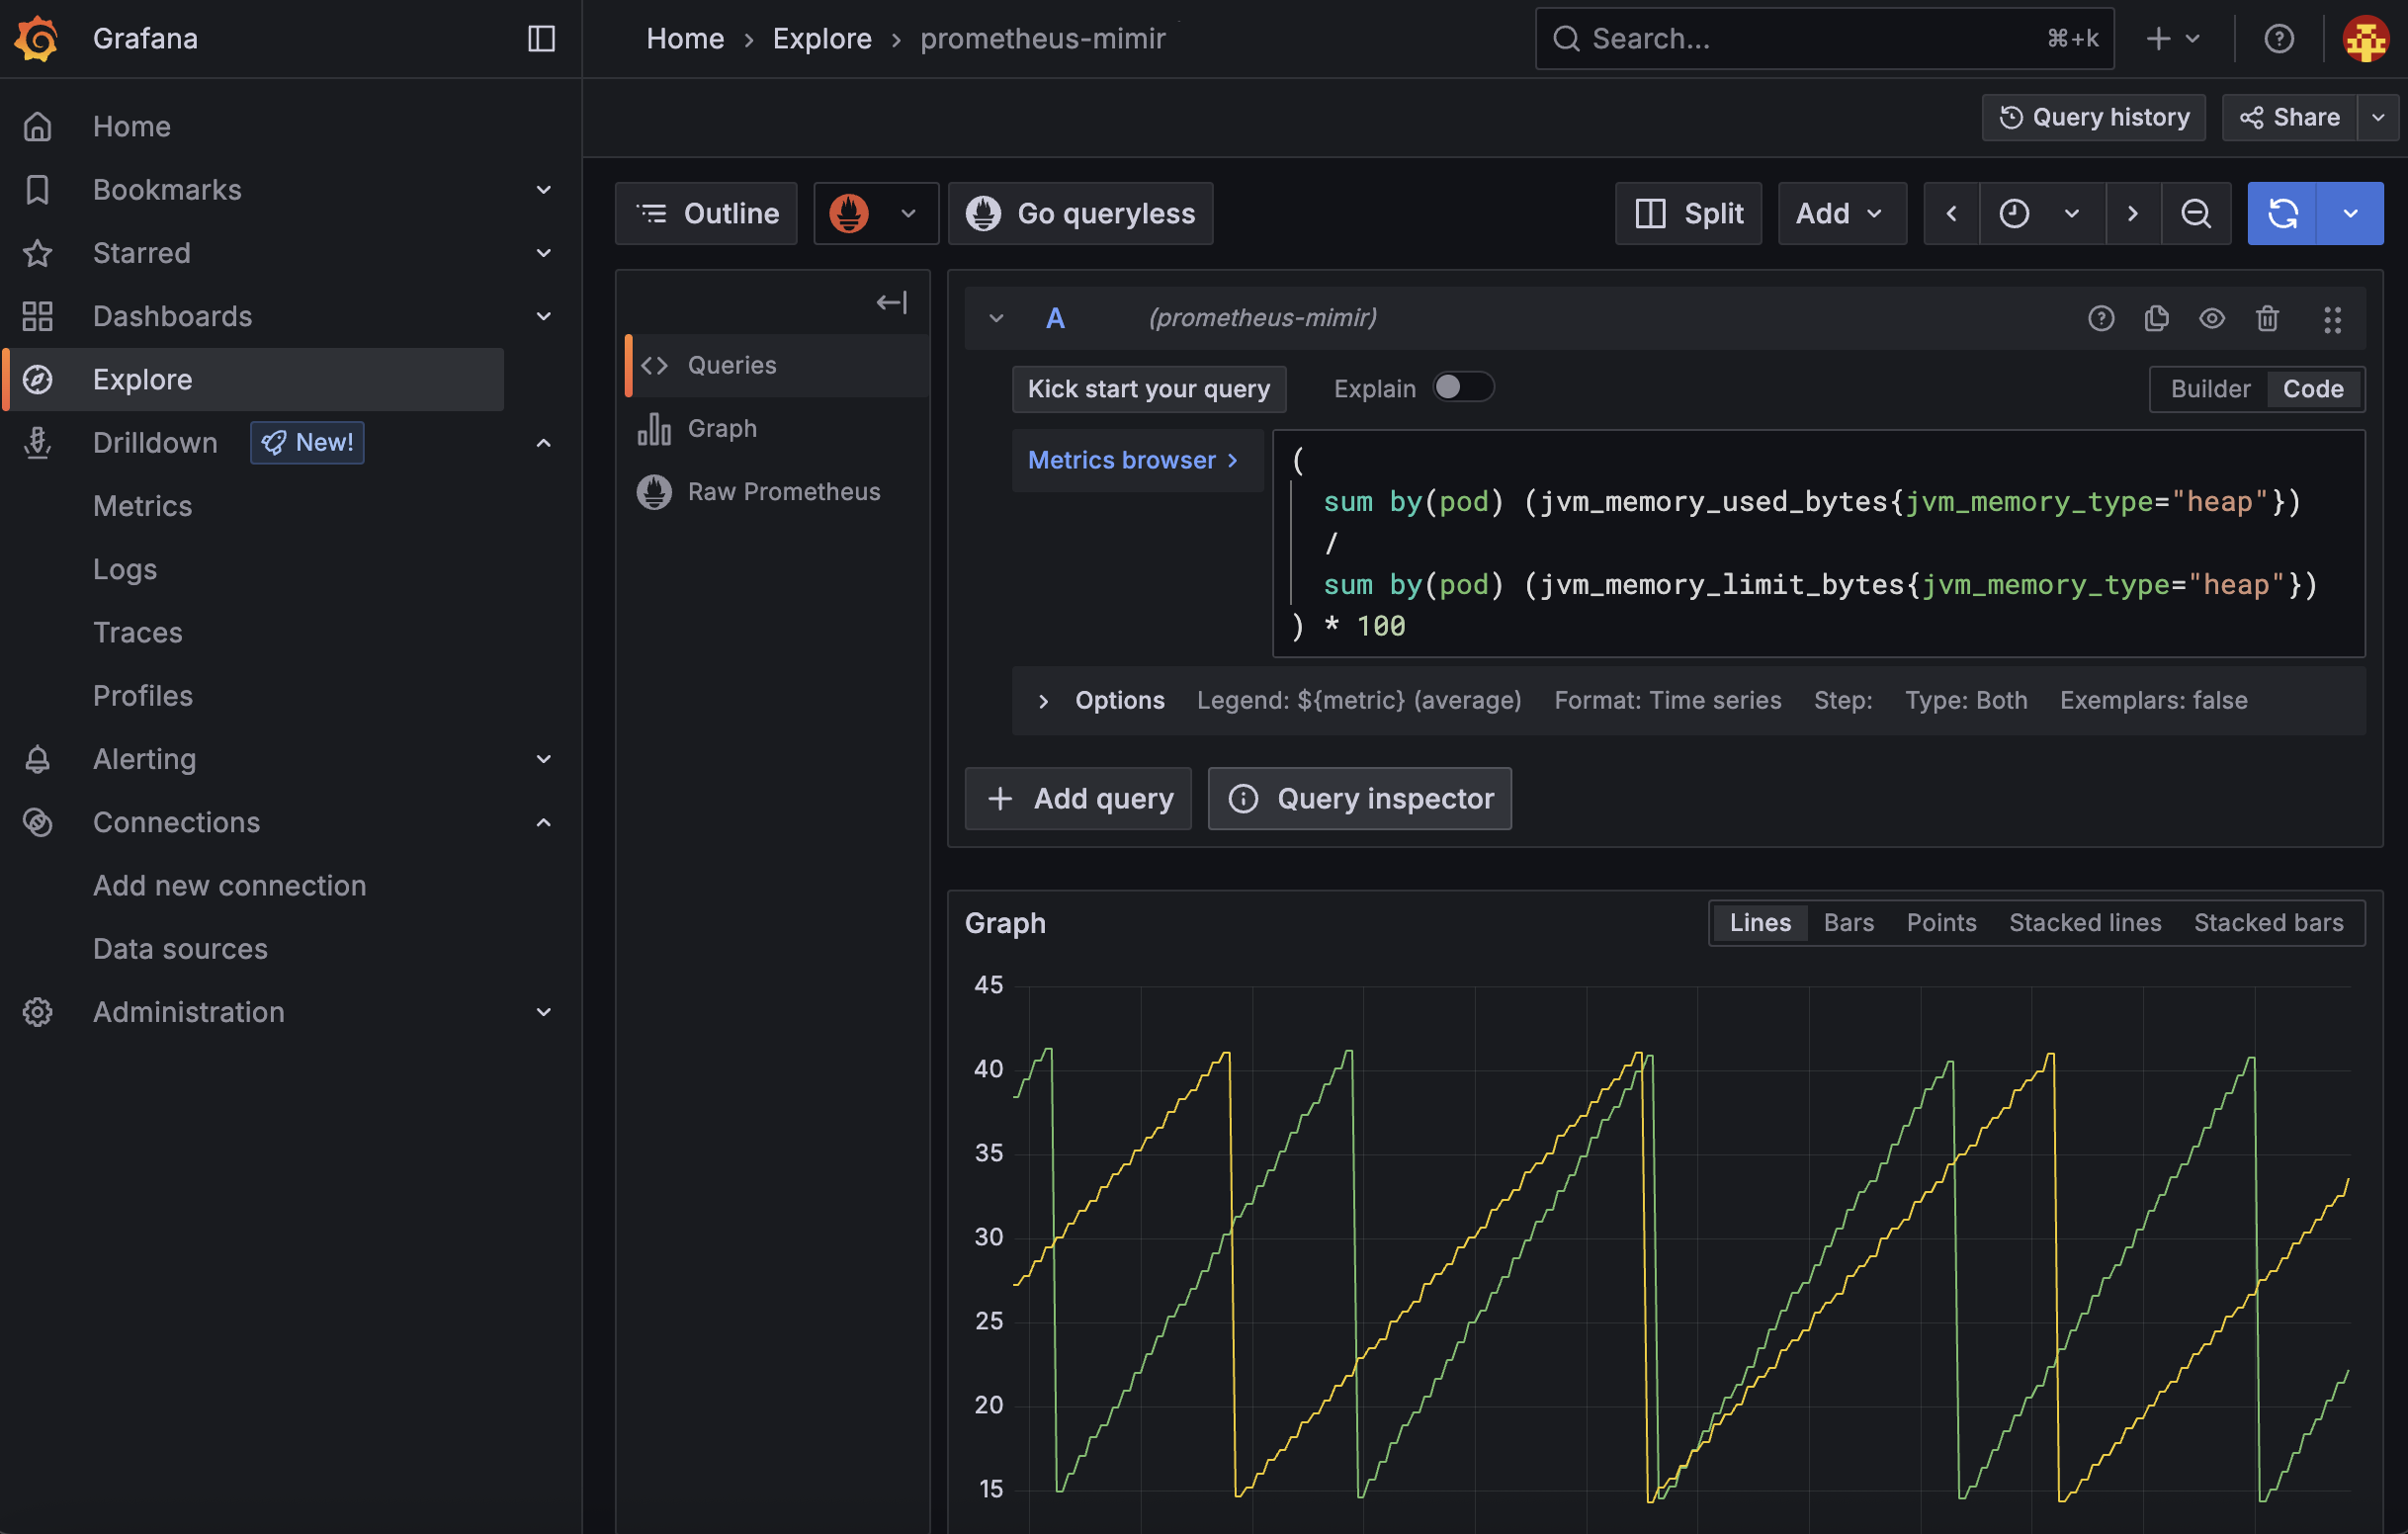 Grafana
Home
Bookmarks
Starred
Dashboards
Explore
Drilldown New!
Metrics
Logs
Traces
Profiles
Alerting
Connections
Add new connection
Data sources
Administration
Home › Explore › prometheus-mimir
Search... ⌘+k
Query history Share
Outline Go queryless Split Add
Queries
Graph
Raw Prometheus
A (prometheus-mimir)
Kick start your query Explain Builder Code
Metrics browser >
(
sum by(pod) (jvm_memory_used_bytes{jvm_memory_type="heap"})
/
sum by(pod) (jvm_memory_limit_bytes{jvm_memory_type="heap"})
) * 100
Options Legend: ${metric} (average) Format: Time series Step: Type: Both Exemplars: false
+ Add query Query inspector
Graph Lines Bars Points Stacked lines Stacked bars
45
40
35
30
25
20
15